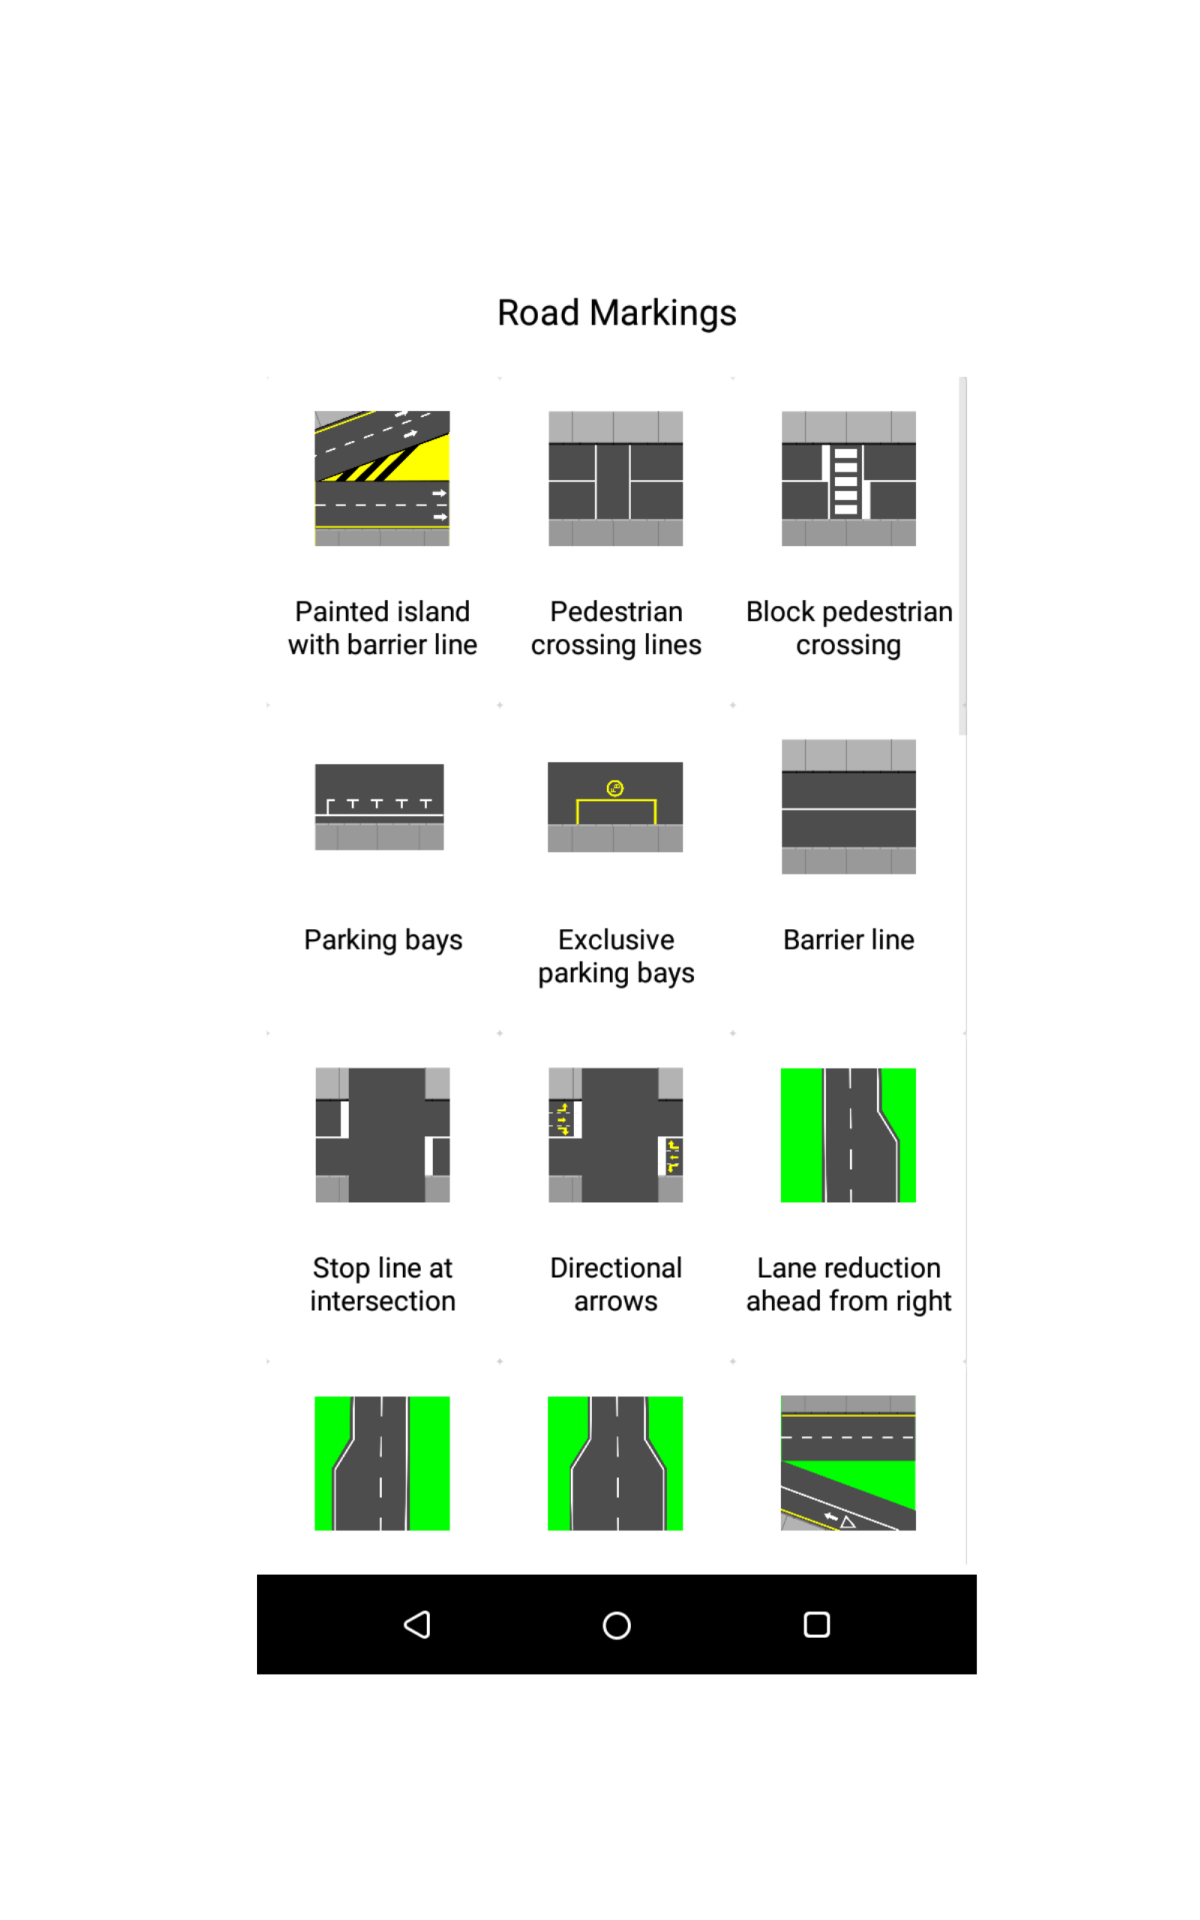 Road Markings
Painted island
with barrier line
Pedestrian
crossing lines
Block pedestrian
crossing
Parking bays
Exclusive
parking bays
Barrier line
Stop line at
intersection
Directional
arrows
Lane reduction
ahead from right